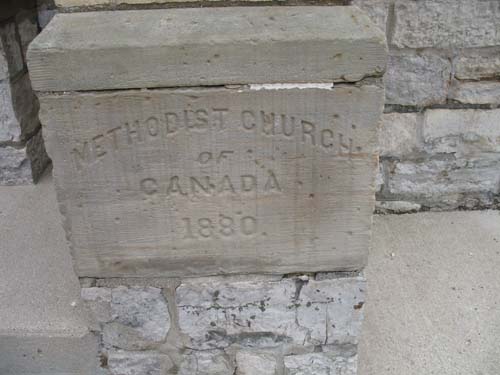 METHODIST CHURCH
OF
CANADA
1880.